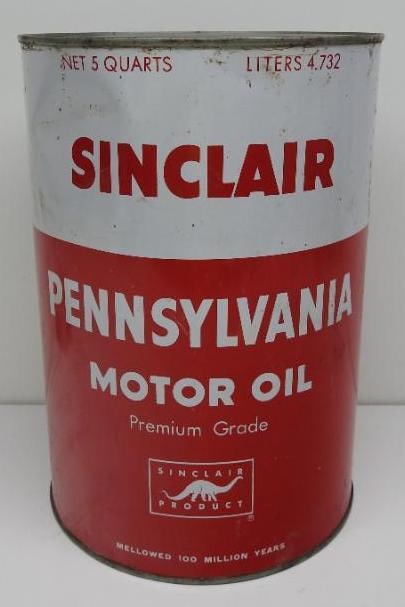 NET 5 QUARTS LITERS 4.732
SINCLAIR
PENNSYLVANIA
MOTOR OIL
Premium Grade
SINCLAIR
PRODUCT
®
MELLOWED 100 MILLION YEARS